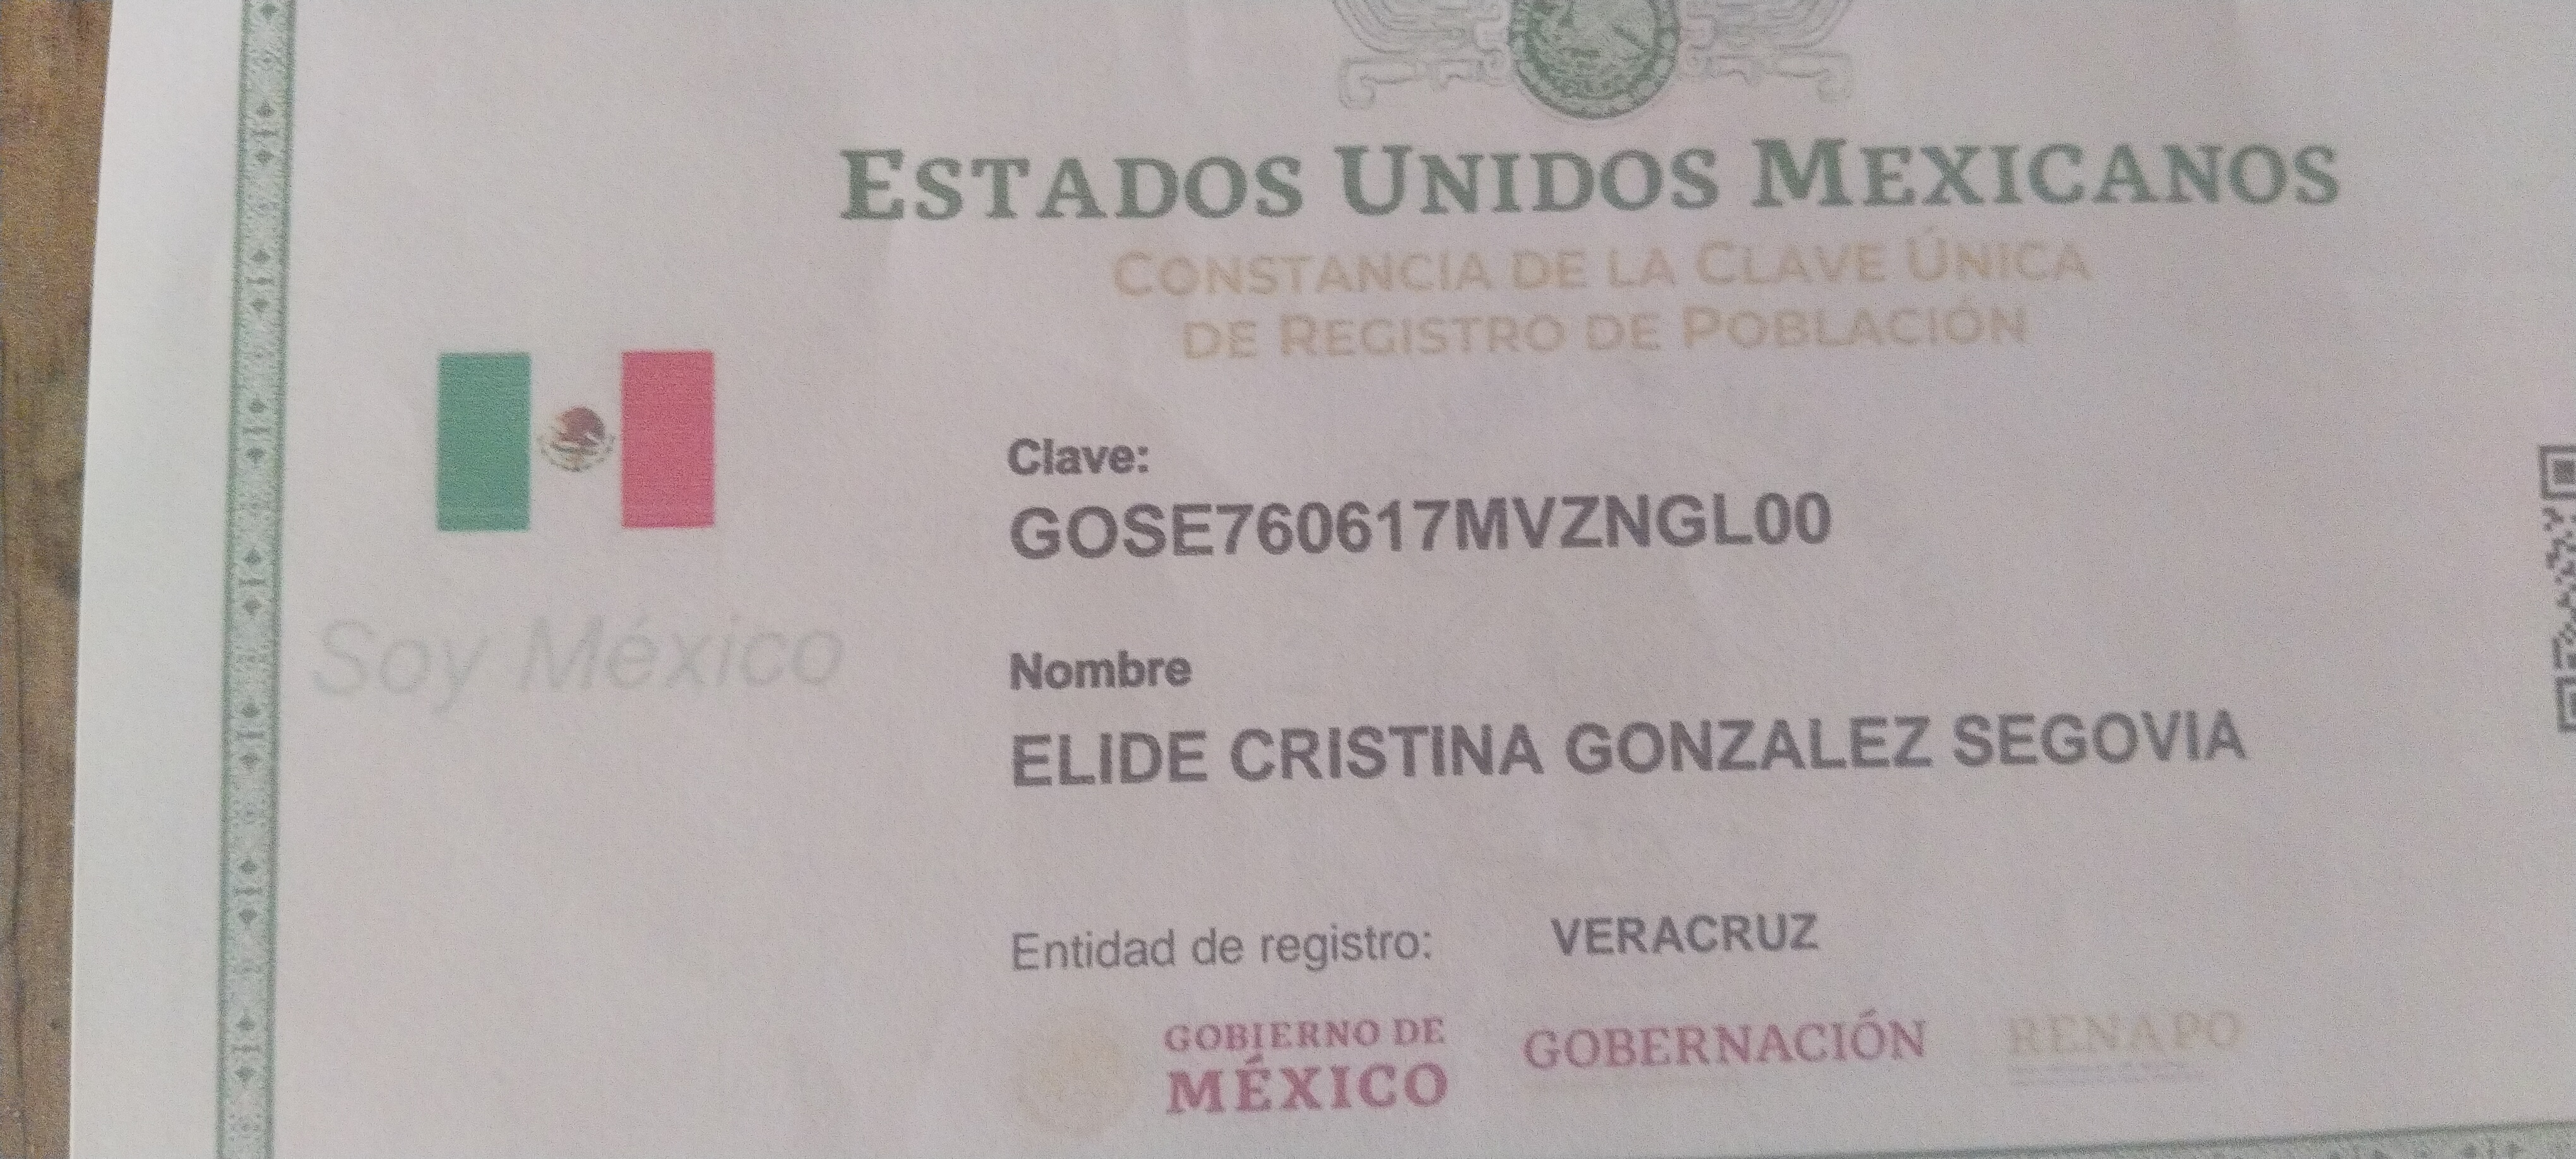 ESTADOS UNIDOS MEXICANOS
CONSTANCIA DE LA CLAVE ÚNICA
DE REGISTRO DE POBLACIÓN
Clave:
GOSE760617MVZNGL00
Soy México
Nombre
ELIDE CRISTINA GONZALEZ SEGOVIA
Entidad de registro: VERACRUZ
GOBIERNO DE
MÉXICO
GOBERNACIÓN
RENAPO